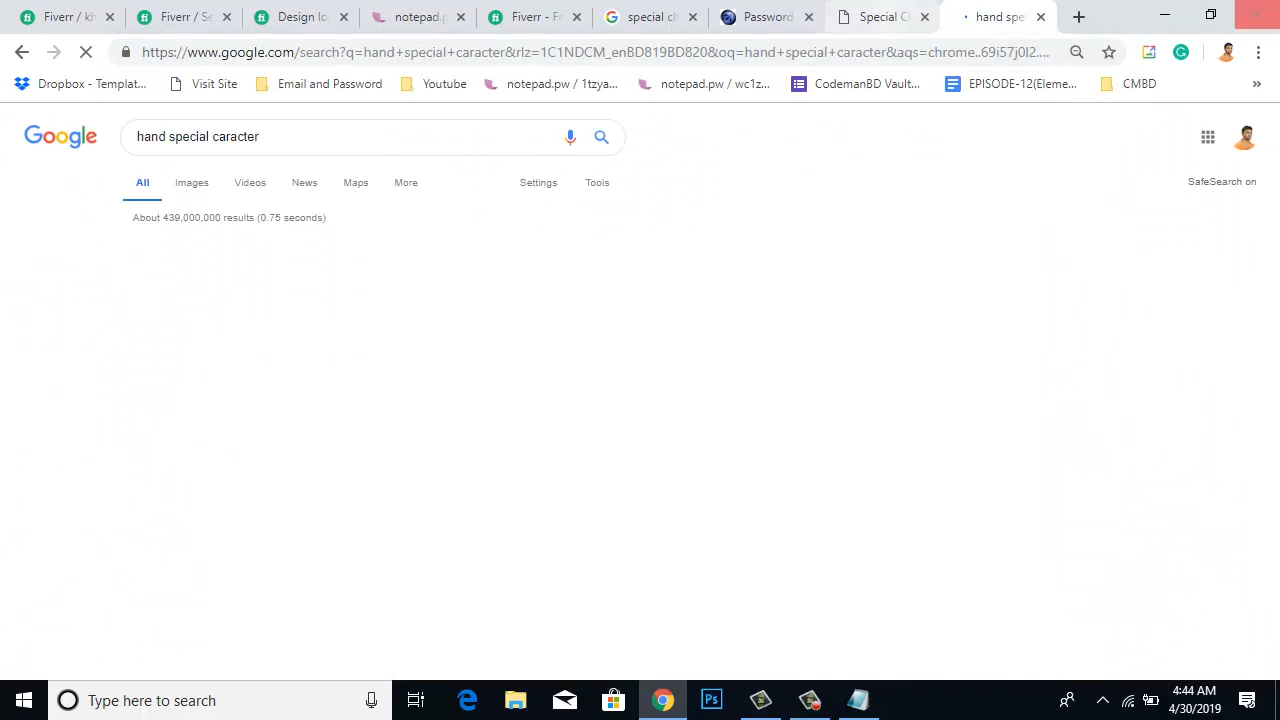 Fiverr / kh
Fiverr / Se
Design lo
notepad.p
Fiverr - Fr
special ch
Password
Special Cl
hand spe
https://www.google.com/search?q=hand+special+caracter&rlz=1C1NDCM_enBD819BD820&oq=hand+special+caracter&aqs=chrome..69i57j0l2....
Dropbox - Templat...
Visit Site
Email and Password
Youtube
notepad.pw / 1tzya...
notepad.pw / wc1z...
CodemanBD Vault...
EPISODE-12(Eleme...
CMBD
»
Google
hand special caracter
All
Images
Videos
News
Maps
More
Settings
Tools
SafeSearch on
About 439,000,000 results (0.75 seconds)
Type here to search
4:44 AM
4/30/2019